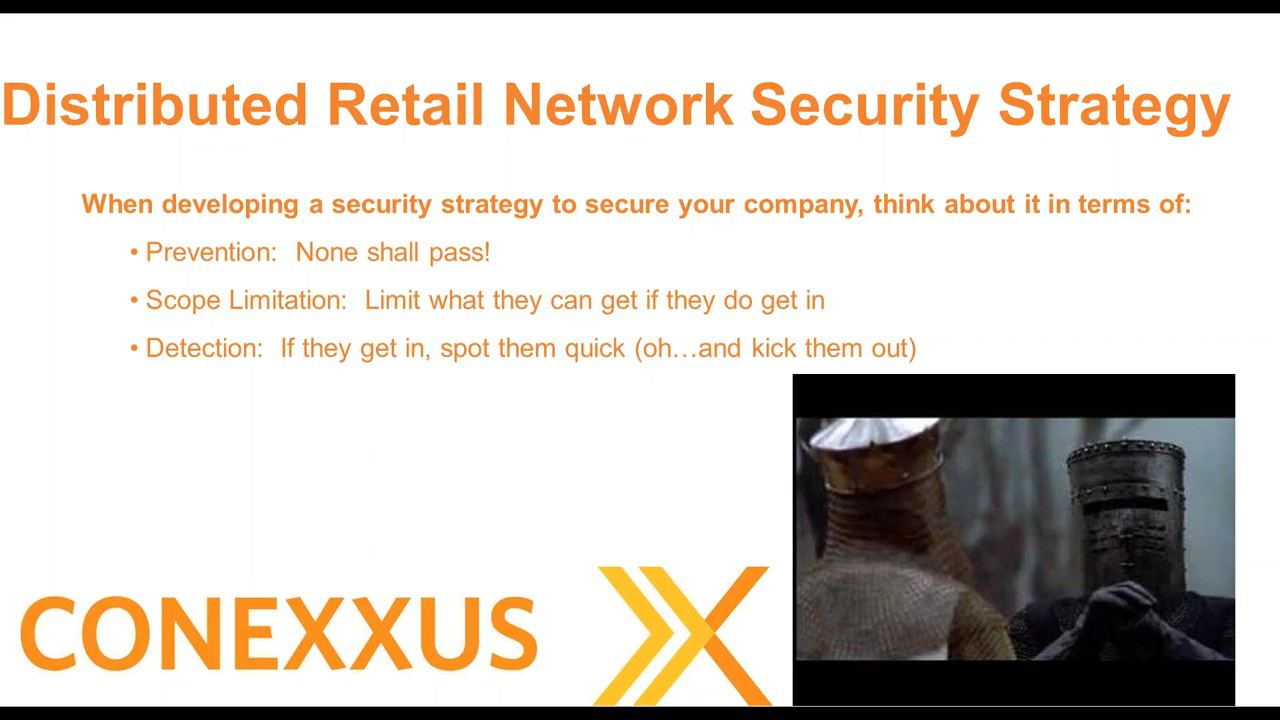 Distributed Retail Network Security Strategy
When developing a security strategy to secure your company, think about it in terms of:
• Prevention:  None shall pass!
• Scope Limitation:  Limit what they can get if they do get in
• Detection:  If they get in, spot them quick (oh…and kick them out)
CONEXXUS